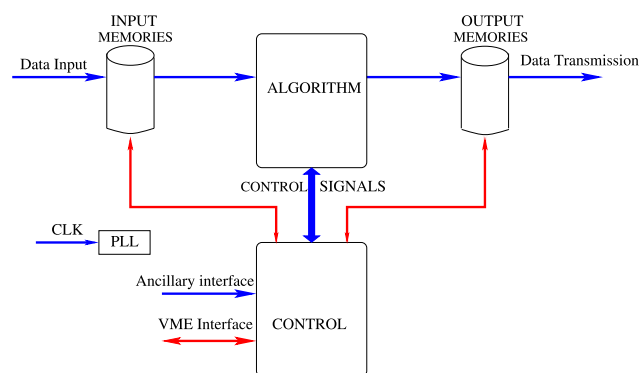 INPUT
MEMORIES
OUTPUT
MEMORIES
Data Input
ALGORITHM
Data Transmission
CONTROL SIGNALS
CLK
PLL
Ancillary interface
VME Interface
CONTROL